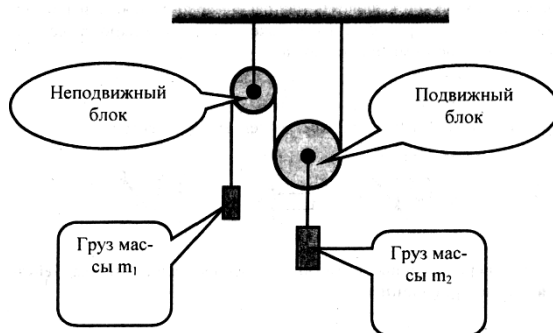 Неподвижный
блок
Подвижный
блок
Груз мас-
сы m₁
Груз мас-
сы m₂